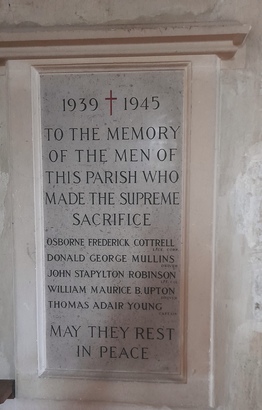 1939 † 1945
TO THE MEMORY
OF THE MEN OF
THIS PARISH WHO
MADE THE SUPREME
SACRIFICE
OSBORNE FREDERICK COTTRELL
DONALD GEORGE MULLINS
JOHN STAPYLTON ROBINSON
WILLIAM MAURICE B. UPTON
THOMAS ADAIR YOUNG
MAY THEY REST
IN PEACE